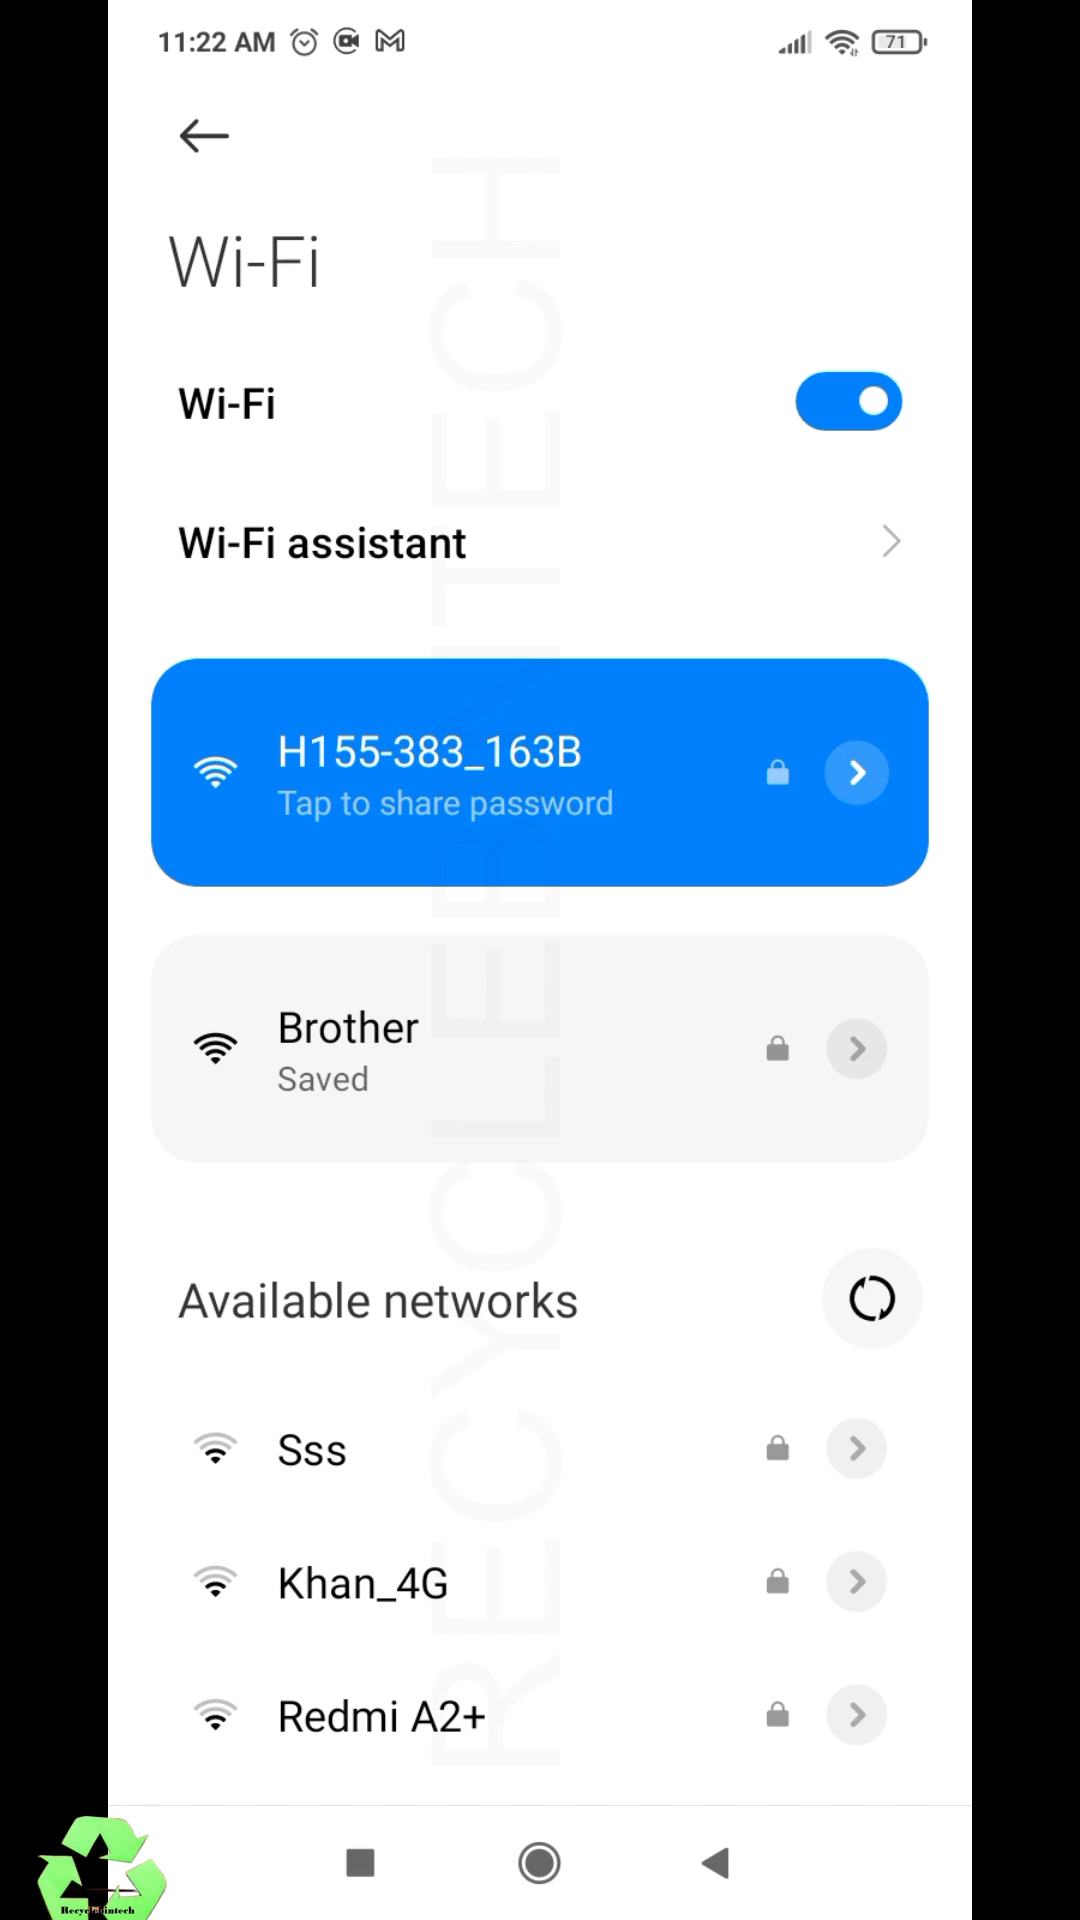 11:22 AM
71
Wi-Fi
Wi-Fi
Wi-Fi assistant
H155-383_163B
Tap to share password
Brother
Saved
Available networks
Sss
Khan_4G
Redmi A2+